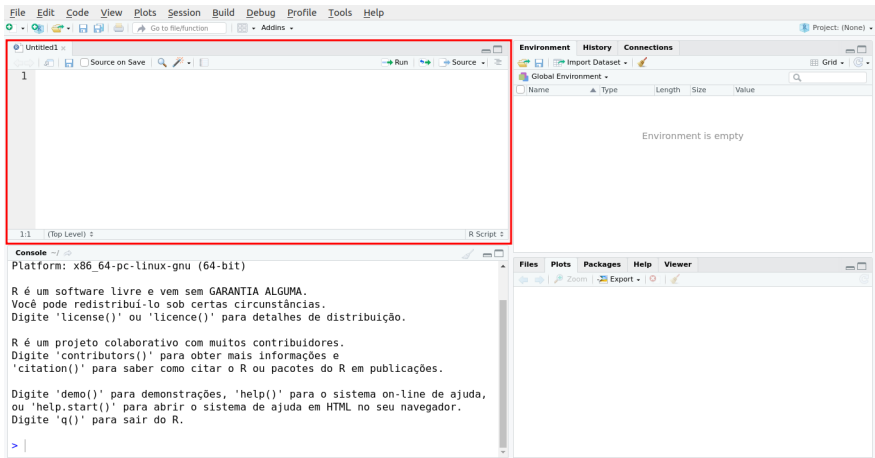 File Edit Code View Plots Session Build Debug Profile Tools Help
Go to file/function Addins Project: (None)
Untitled1
Source on Save Run Source
1
1:1 (Top Level) R Script
Console ~/
Platform: x86_64-pc-linux-gnu (64-bit)
R é um software livre e vem sem GARANTIA ALGUMA.
Você pode redistribuí-lo sob certas circunstâncias.
Digite 'license()' ou 'licence()' para detalhes de distribuição.
R é um projeto colaborativo com muitos contribuidores.
Digite 'contributors()' para obter mais informações e
'citation()' para saber como citar o R ou pacotes do R em publicações.
Digite 'demo()' para demonstrações, 'help()' para o sistema on-line de ajuda,
ou 'help.start()' para abrir o sistema de ajuda em HTML no seu navegador.
Digite 'q()' para sair do R.
>
Environment History Connections
Import Dataset Grid
Global Environment
Name Type Length Size Value
Environment is empty
Files Plots Packages Help Viewer
Zoom Export